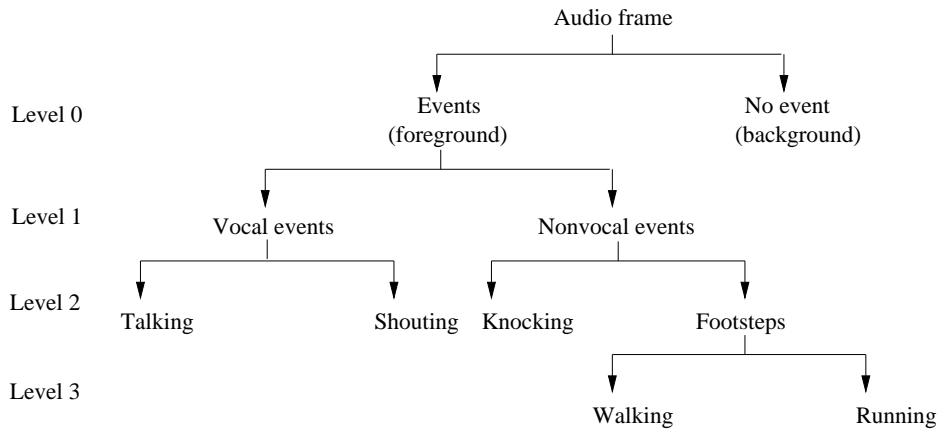 Audio frame
Level 0
Events
(foreground)
No event
(background)
Level 1
Vocal events
Nonvocal events
Level 2
Talking
Shouting
Knocking
Footsteps
Level 3
Walking
Running